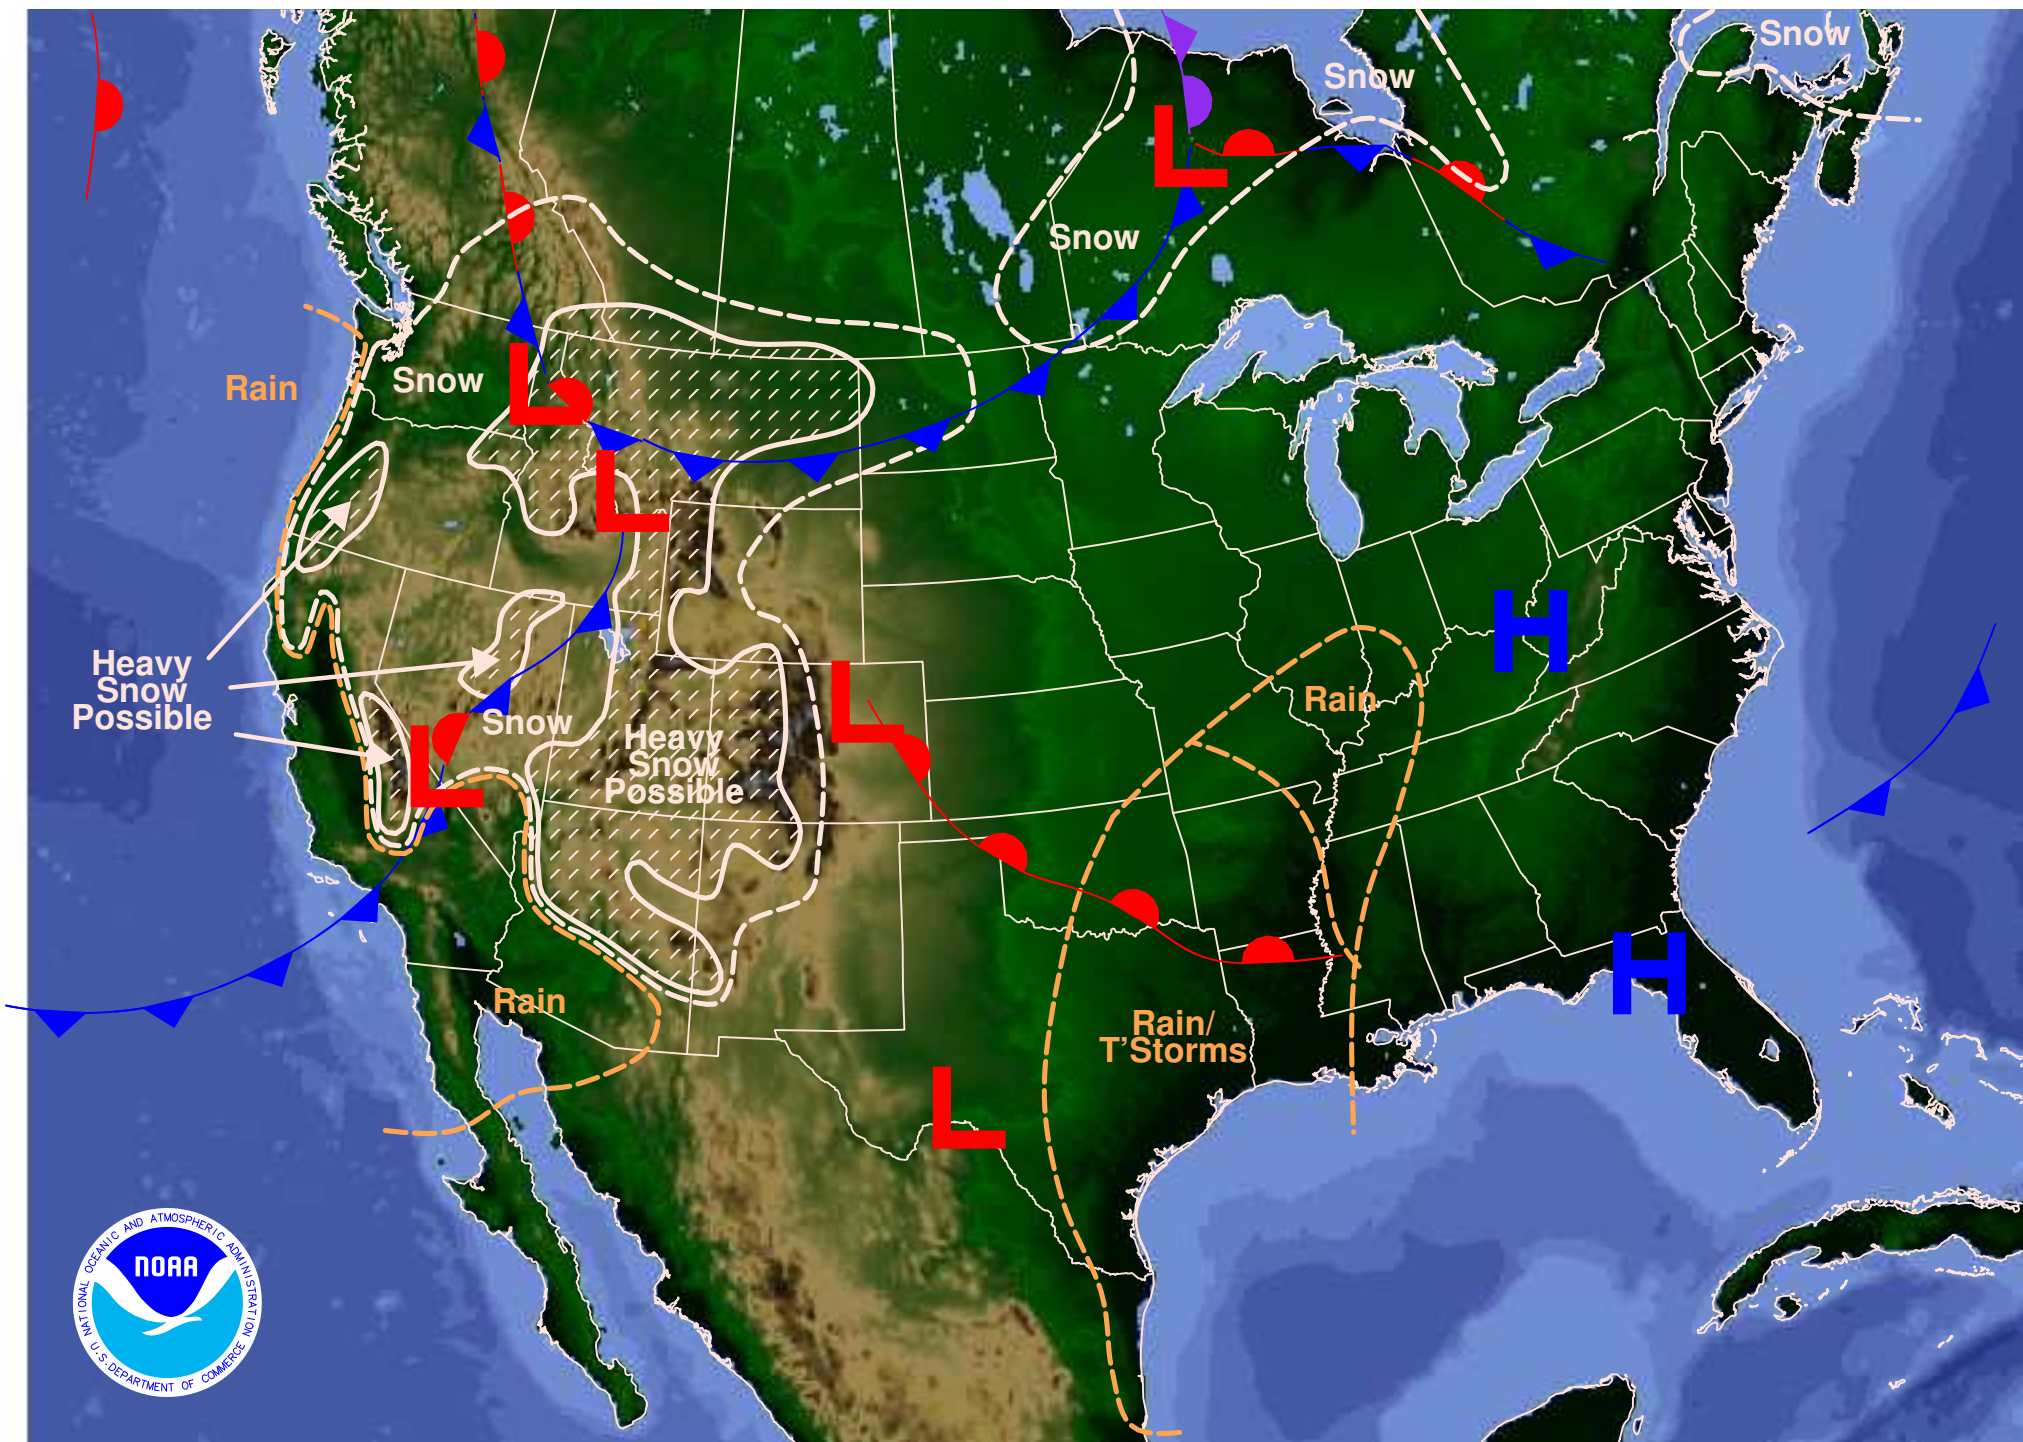 Snow
Snow
Snow
Rain
Snow
L
L
L
H
Heavy
Snow
Possible
L
Rain
Snow
L
Heavy
Snow
Possible
H
Rain
Rain/
T'Storms
L
NATIONAL OCEANIC AND ATMOSPHERIC ADMINISTRATION
NOAA
U.S. DEPARTMENT OF COMMERCE